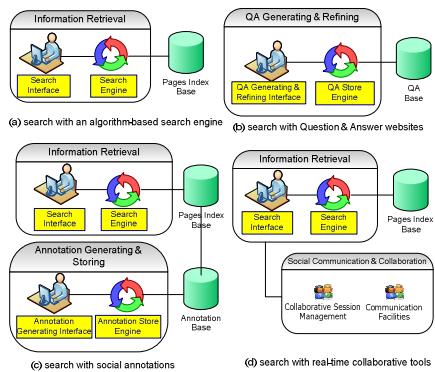 Information Retrieval
Search
Interface
Search
Engine
Pages Index
Base
(a) search with an algorithm-based search engine
QA Generating & Refining
QA Generating &
Refining Interface
QA Store
Engine
QA
Base
(b) search with Question & Answer websites
Information Retrieval
Search
Interface
Search
Engine
Pages Index
Base
Annotation Generating &
Storing
Annotation
Generating Interface
Annotation Store
Engine
Annotation
Base
(c) search with social annotations
Information Retrieval
Search
Interface
Search
Engine
Pages Index
Base
Social Communication & Collaboration
Collaborative Session
Management
Communication
Facilities
(d) search with real-time collaborative tools